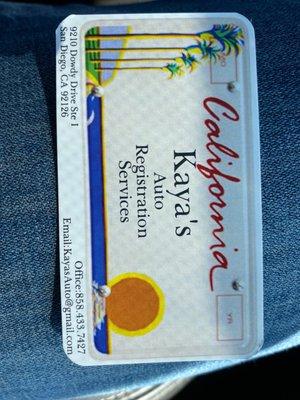 California
Kaya's
Auto
Registration
Services
YR
9210 Dowdy Drive Ste I
San Diego, CA 92126
Office:858.433.7427
Email:KayasAuto@gmail.com